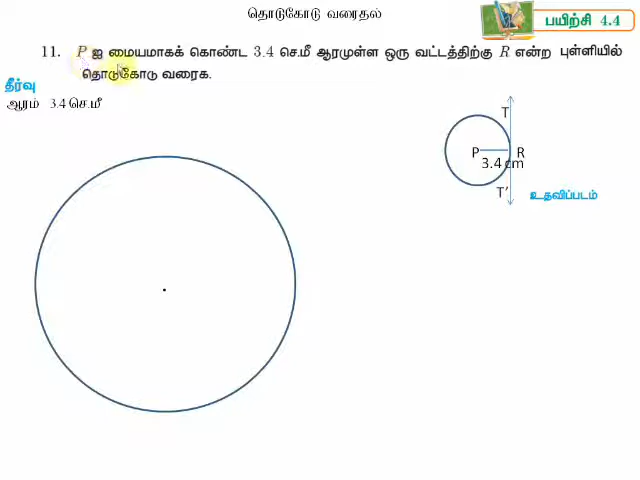 தொடுகோடு வரைதல்
பயிற்சி 4.4
11. P ஐ மையமாகக் கொண்ட 3.4 செ.மீ ஆரமுள்ள ஒரு வட்டத்திற்கு R என்ற புள்ளியில்
தொடுகோடு வரைக.
தீர்வு
ஆரம் 3.4 செ.மீ
T
P R
3.4 cm
T'
உதவிப்படம்